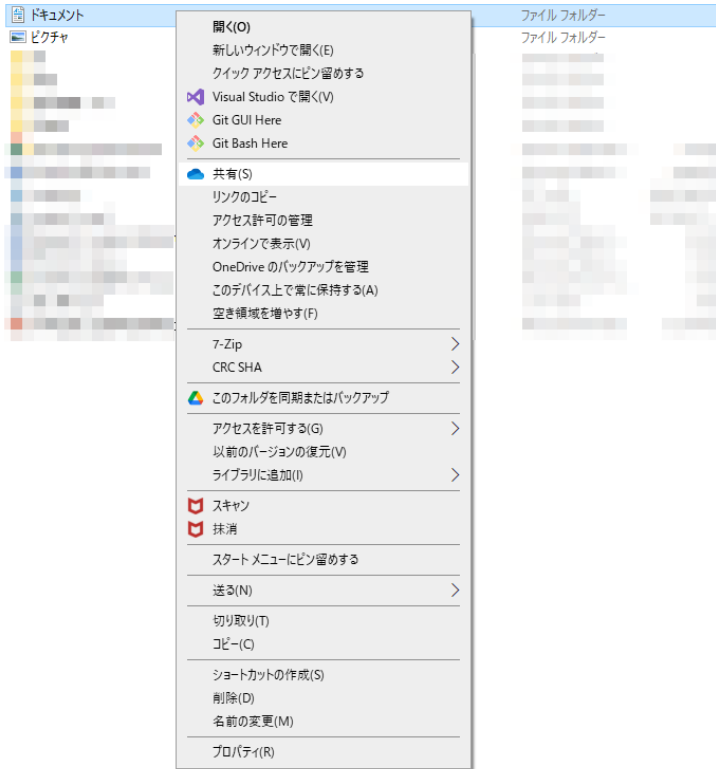 ドキュメント
ファイル フォルダー
ピクチャ
ファイル フォルダー
開く(O)
新しいウィンドウで開く(E)
クイック アクセスにピン留めする
Visual Studio で開く(V)
Git GUI Here
Git Bash Here
共有(S)
リンクのコピー
アクセス許可の管理
オンラインで表示(V)
OneDrive のバックアップを管理
このデバイス上で常に保持する(A)
空き領域を増やす(F)
7-Zip
CRC SHA
このフォルダを同期またはバックアップ
アクセスを許可する(G)
以前のバージョンの復元(V)
ライブラリに追加(I)
スキャン
抹消
スタート メニューにピン留めする
送る(N)
切り取り(T)
コピー(C)
ショートカットの作成(S)
削除(D)
名前の変更(M)
プロパティ(R)